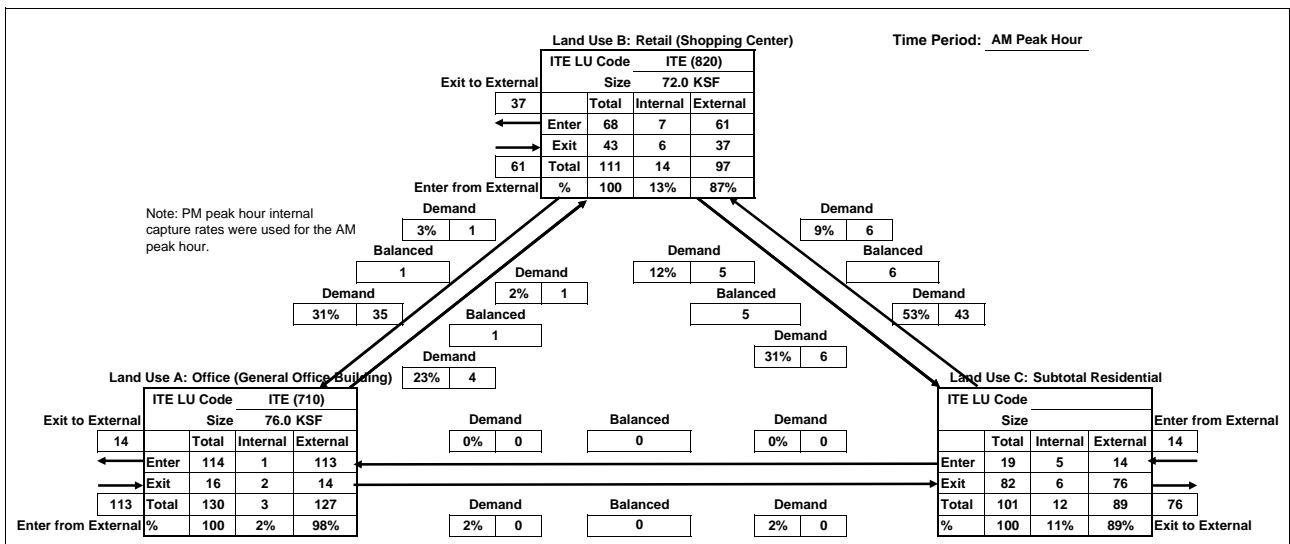 Land Use B: Retail (Shopping Center)
Time Period: AM Peak Hour
ITE LU Code ITE (820)
Exit to External Size 72.0 KSF
37 Total Internal External
Enter 68 7 61
Exit 43 6 37
61 Total 111 14 97
Enter from External % 100 13% 87%
Note: PM peak hour internal
capture rates were used for the AM
peak hour.
Demand
3% 1
Balanced
1
Demand
31% 35
Demand
2% 1
Balanced
1
Demand
23% 4
Demand
12% 5
Balanced
5
Demand
31% 6
Demand
9% 6
Balanced
6
Demand
53% 43
Land Use A: Office (General Office Building)
ITE LU Code ITE (710)
Exit to External Size 76.0 KSF
14 Total Internal External
Enter 114 1 113
Exit 16 2 14
113 Total 130 3 127
Enter from External % 100 2% 98%
Demand Balanced Demand
0% 0 0 0% 0
Demand Balanced Demand
2% 0 0 2% 0
Land Use C: Subtotal Residential
ITE LU Code
Size Enter from External
Total Internal External 14
Enter 19 5 14
Exit 82 6 76
Total 101 12 89 76
% 100 11% 89% Exit to External